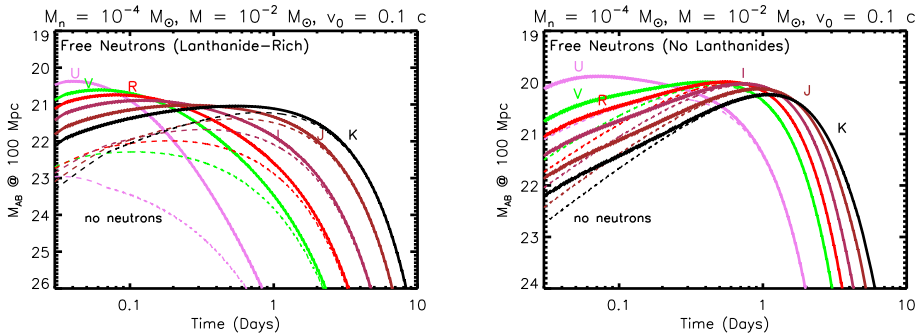 M_n = 10^-4 M_⊙, M = 10^-2 M_⊙, v_0 = 0.1 c
Free Neutrons (Lanthanide-Rich)
U
V
R
I
J
K
no neutrons
19
20
21
22
23
24
25
26
M_AB @ 100 Mpc
0.1
1
10
Time (Days)
M_n = 10^-4 M_⊙, M = 10^-2 M_⊙, v_0 = 0.1 c
Free Neutrons (No Lanthanides)
U
I
V
R
J
K
no neutrons
19
20
21
22
23
24
M_AB @ 100 Mpc
0.1
1
10
Time (Days)